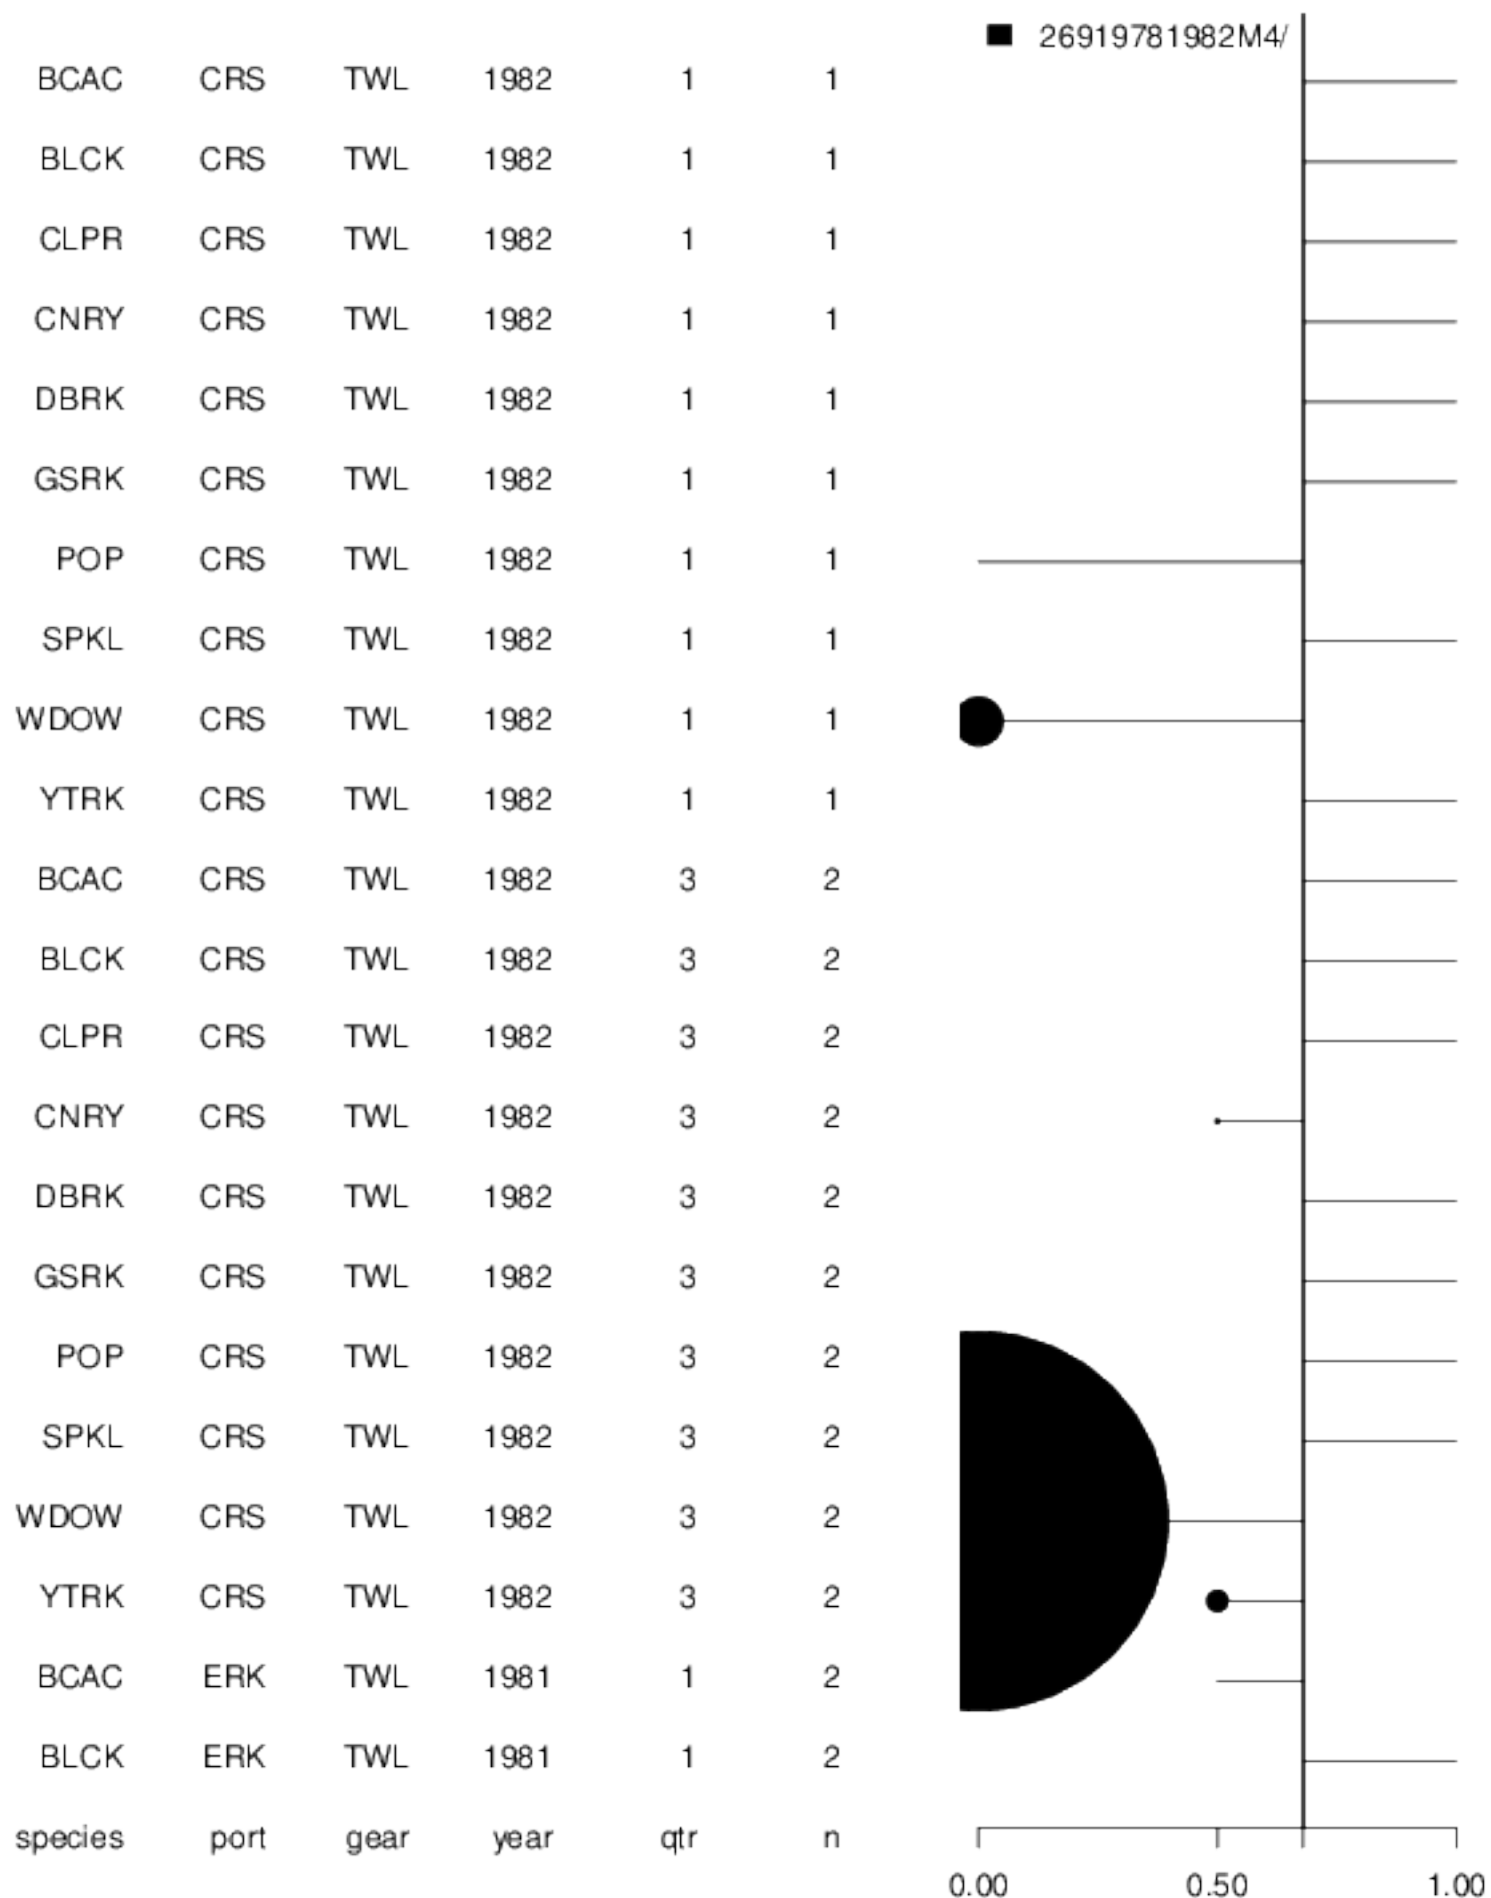 26919781982M4/
BCAC CRS TWL 1982 1 1
BLCK CRS TWL 1982 1 1
CLPR CRS TWL 1982 1 1
CNRY CRS TWL 1982 1 1
DBRK CRS TWL 1982 1 1
GSRK CRS TWL 1982 1 1
POP CRS TWL 1982 1 1
SPKL CRS TWL 1982 1 1
WDOW CRS TWL 1982 1 1
YTRK CRS TWL 1982 1 1
BCAC CRS TWL 1982 3 2
BLCK CRS TWL 1982 3 2
CLPR CRS TWL 1982 3 2
CNRY CRS TWL 1982 3 2
DBRK CRS TWL 1982 3 2
GSRK CRS TWL 1982 3 2
POP CRS TWL 1982 3 2
SPKL CRS TWL 1982 3 2
WDOW CRS TWL 1982 3 2
YTRK CRS TWL 1982 3 2
BCAC ERK TWL 1981 1 2
BLCK ERK TWL 1981 1 2
species port gear year qtr n
0.00 0.50 1.00